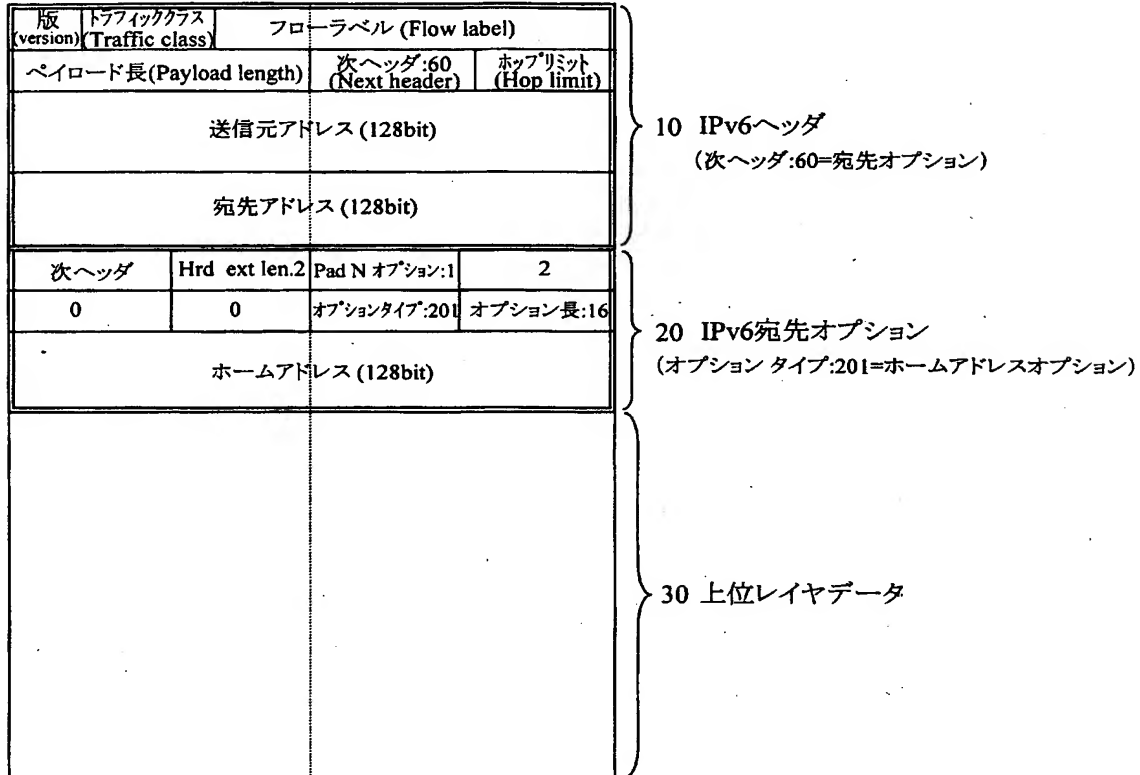 版 トラフィッククラス フローラベル (Flow label)
(version) (Traffic class)
ペイロード長(Payload length) 次ヘッダ:60 ホップリミット
(Next header) (Hop limit)
送信元アドレス (128bit)
10 IPv6ヘッダ
(次ヘッダ:60=宛先オプション)
宛先アドレス (128bit)
次ヘッダ Hrd ext len.2 Pad N オプション:1 2
0 0 オプションタイプ:201 オプション長:16
20 IPv6宛先オプション
(オプション タイプ:201=ホームアドレスオプション)
ホームアドレス (128bit)
30 上位レイヤデータ